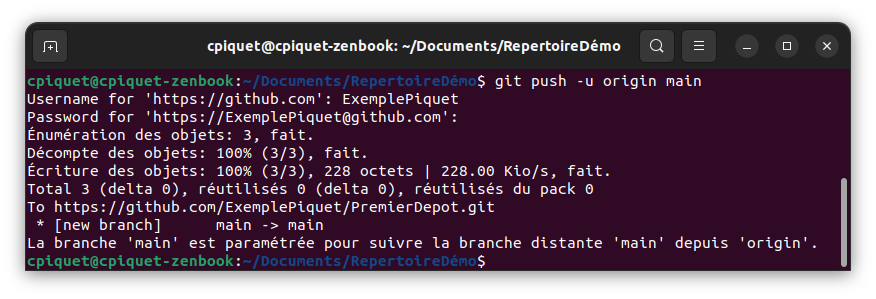 cpiquet@cpiquet-zenbook: ~/Documents/RepertoireDémo
cpiquet@cpiquet-zenbook:~/Documents/RepertoireDémo$ git push -u origin main
Username for 'https://github.com': ExemplePiquet
Password for 'https://ExemplePiquet@github.com':
Énumération des objets: 3, fait.
Décompte des objets: 100% (3/3), fait.
Écriture des objets: 100% (3/3), 228 octets | 228.00 Kio/s, fait.
Total 3 (delta 0), réutilisés 0 (delta 0), réutilisés du pack 0
To https://github.com/ExemplePiquet/PremierDepot.git
 * [new branch]      main -> main
La branche 'main' est paramétrée pour suivre la branche distante 'main' depuis 'origin'.
cpiquet@cpiquet-zenbook:~/Documents/RepertoireDémo$